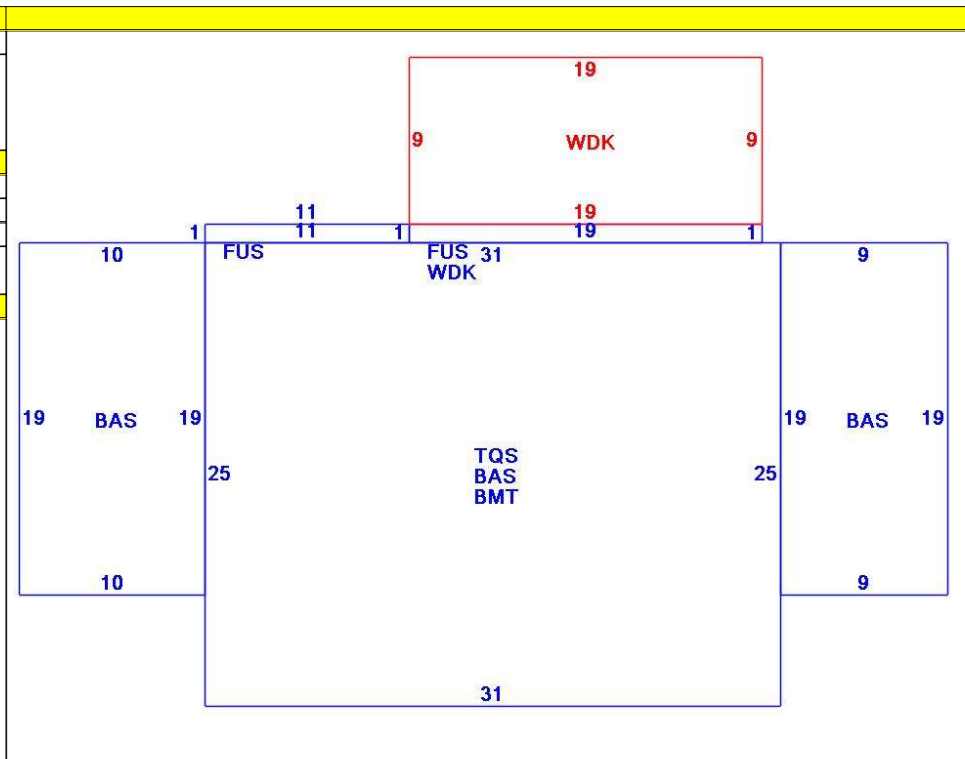 19
9 WDK 9
19
11
1 11 1 19 1
10 FUS FUS 31 9
WDK
19 BAS 19 19 BAS 19
TQS
25 BAS 25
BMT
10 9
31